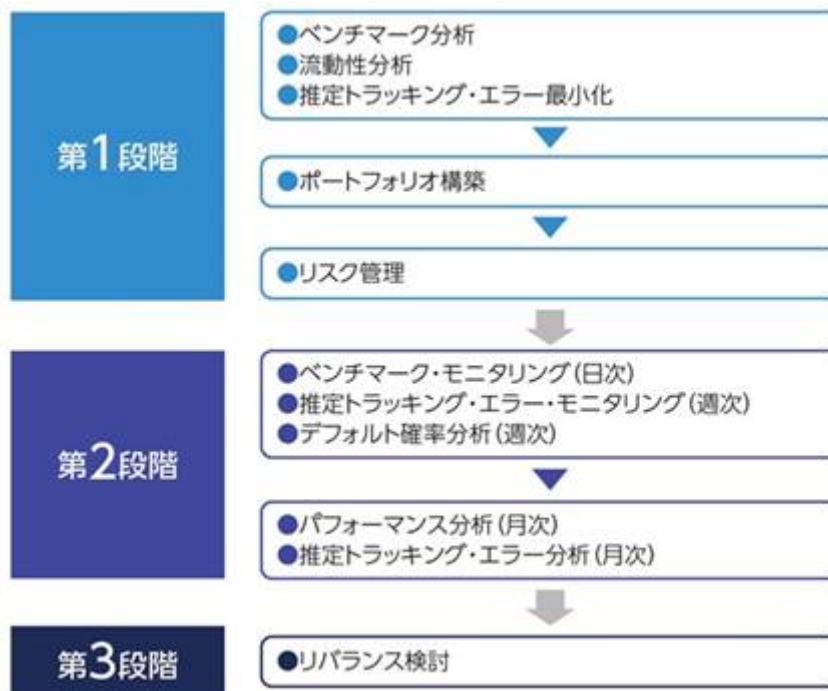 第1段階
●ベンチマーク分析
●流動性分析
●推定トラッキング・エラー最小化
●ポートフォリオ構築
●リスク管理
第2段階
●ベンチマーク・モニタリング(日次)
●推定トラッキング・エラー・モニタリング(週次)
●デフォルト確率分析(週次)
●パフォーマンス分析(月次)
●推定トラッキング・エラー分析(月次)
第3段階
●リバランス検討